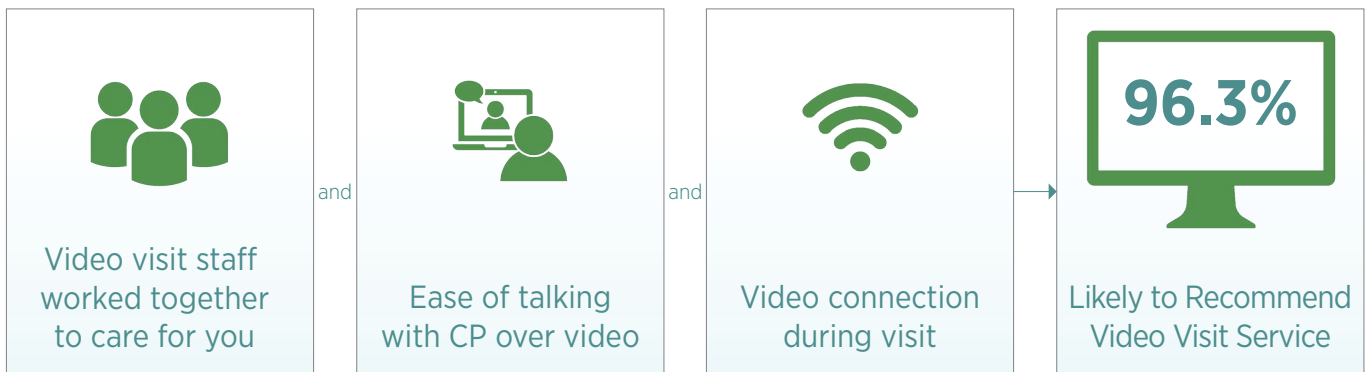 Video visit staff
worked together
to care for you
and
Ease of talking
with CP over video
and
Video connection
during visit
96.3%
Likely to Recommend
Video Visit Service